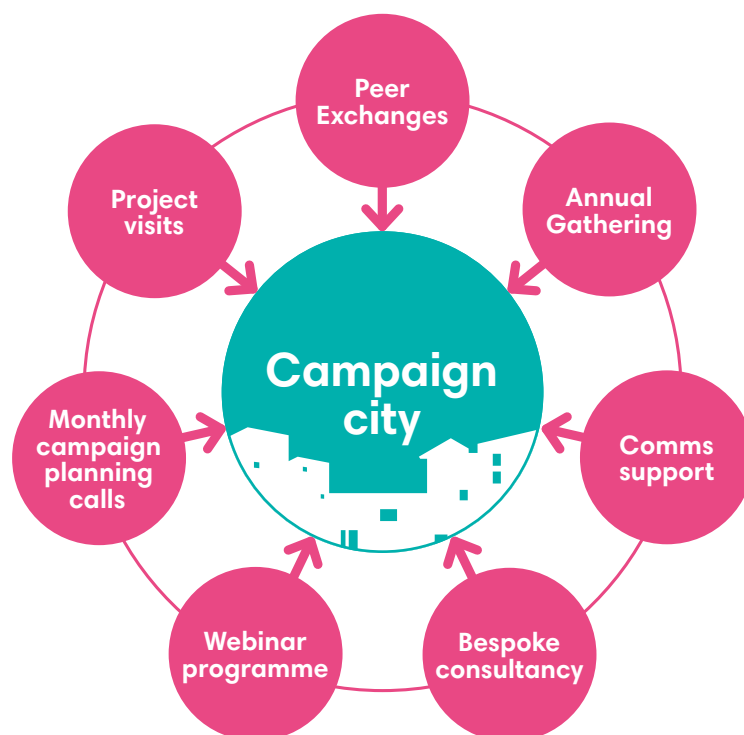 Peer
Exchanges
Annual
Gathering
Project
visits
Campaign
city
Monthly
campaign
planning
calls
Comms
support
Webinar
programme
Bespoke
consultancy